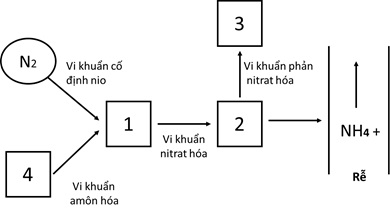 3
N2
Vi khuẩn cố
định nio
Vi khuẩn phản
nitrat hóa
1
Vi khuẩn
nitrat hóa
2
NH4 +
4
Vi khuẩn
amôn hóa
Rễ